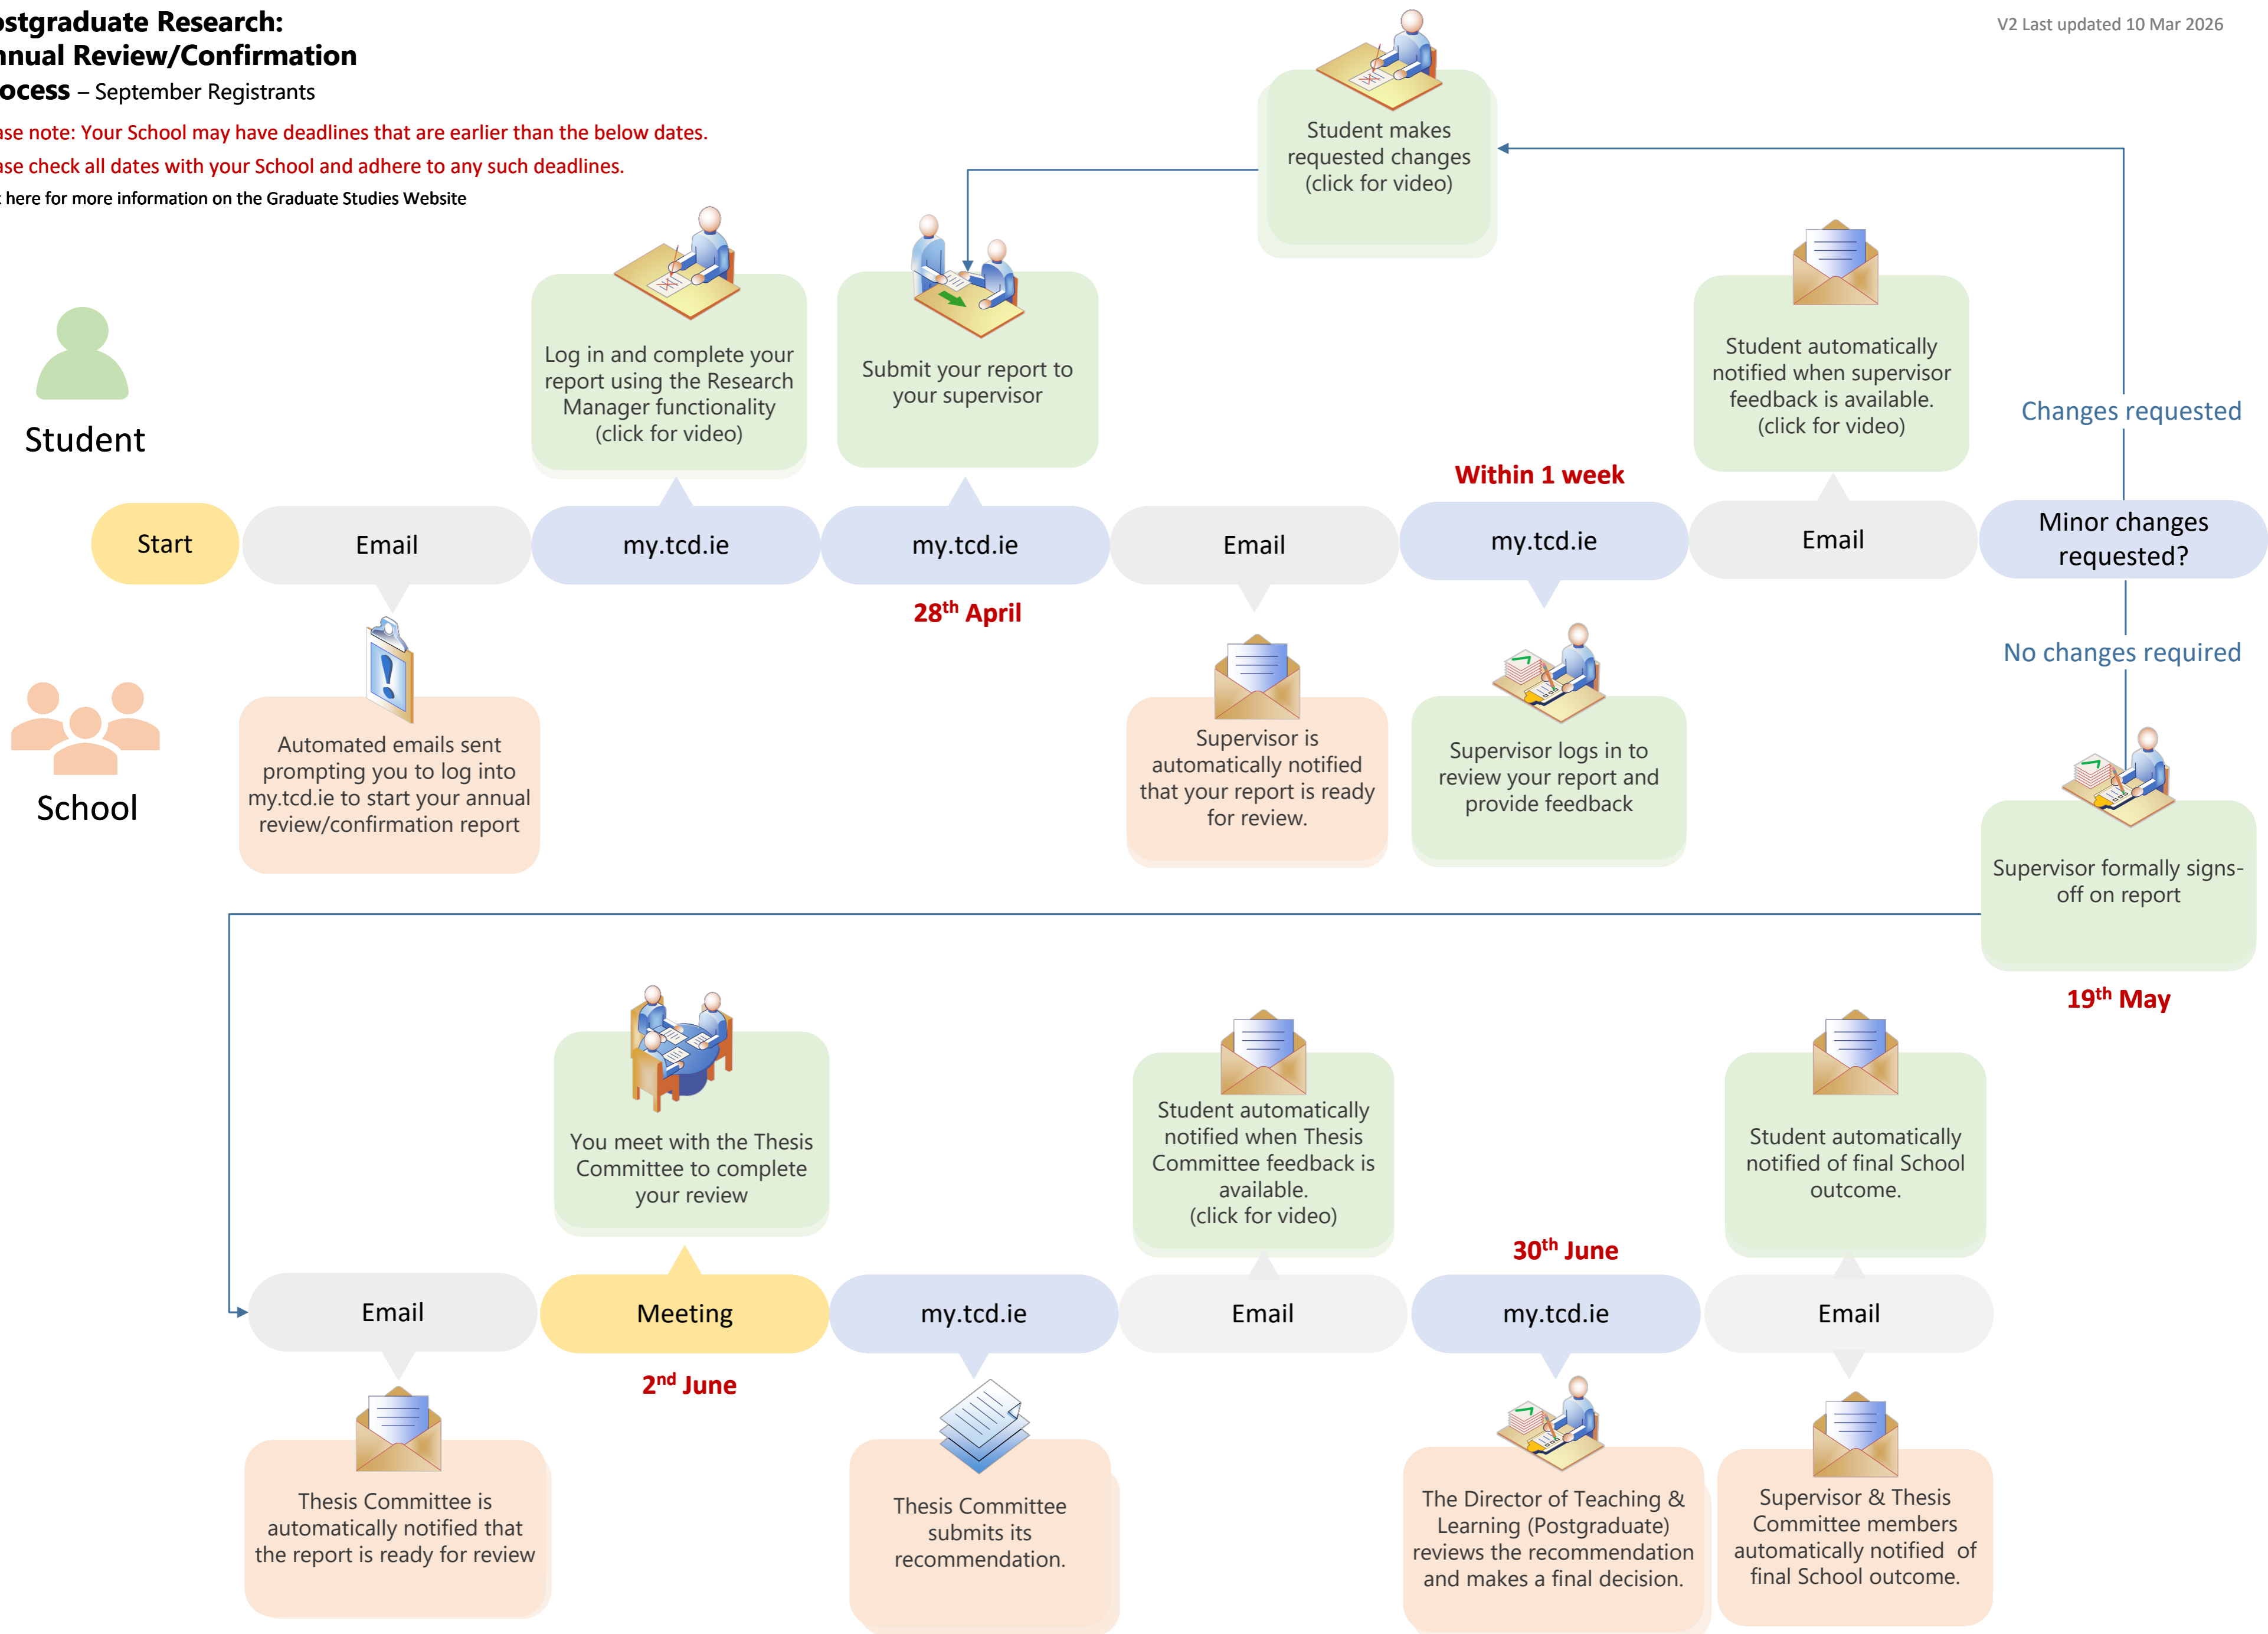 ostgraduate Research:
nnual Review/Confirmation
ocess – September Registrants
ase note: Your School may have deadlines that are earlier than the below dates.
ase check all dates with your School and adhere to any such deadlines.
here for more information on the Graduate Studies Website
V2 Last updated 10 Mar 2026
Student makes
requested changes
(click for video)
Log in and complete your
report using the Research
Manager functionality
(click for video)
Submit your report to
your supervisor
Student automatically
notified when supervisor
feedback is available.
(click for video)
Changes requested
Student
Within 1 week
Start
Email
my.tcd.ie
my.tcd.ie
Email
my.tcd.ie
Email
Minor changes
requested?
28th April
No changes required
School
Automated emails sent
prompting you to log into
my.tcd.ie to start your annual
review/confirmation report
Supervisor is
automatically notified
that your report is ready
for review.
Supervisor logs in to
review your report and
provide feedback
Supervisor formally signs-
off on report
19th May
You meet with the Thesis
Committee to complete
your review
Student automatically
notified when Thesis
Committee feedback is
available.
(click for video)
Student automatically
notified of final School
outcome.
30th June
Email
Meeting
my.tcd.ie
Email
my.tcd.ie
Email
2nd June
Thesis Committee is
automatically notified that
the report is ready for review
Thesis Committee
submits its
recommendation.
The Director of Teaching &
Learning (Postgraduate)
reviews the recommendation
and makes a final decision.
Supervisor & Thesis
Committee members
automatically notified of
final School outcome.